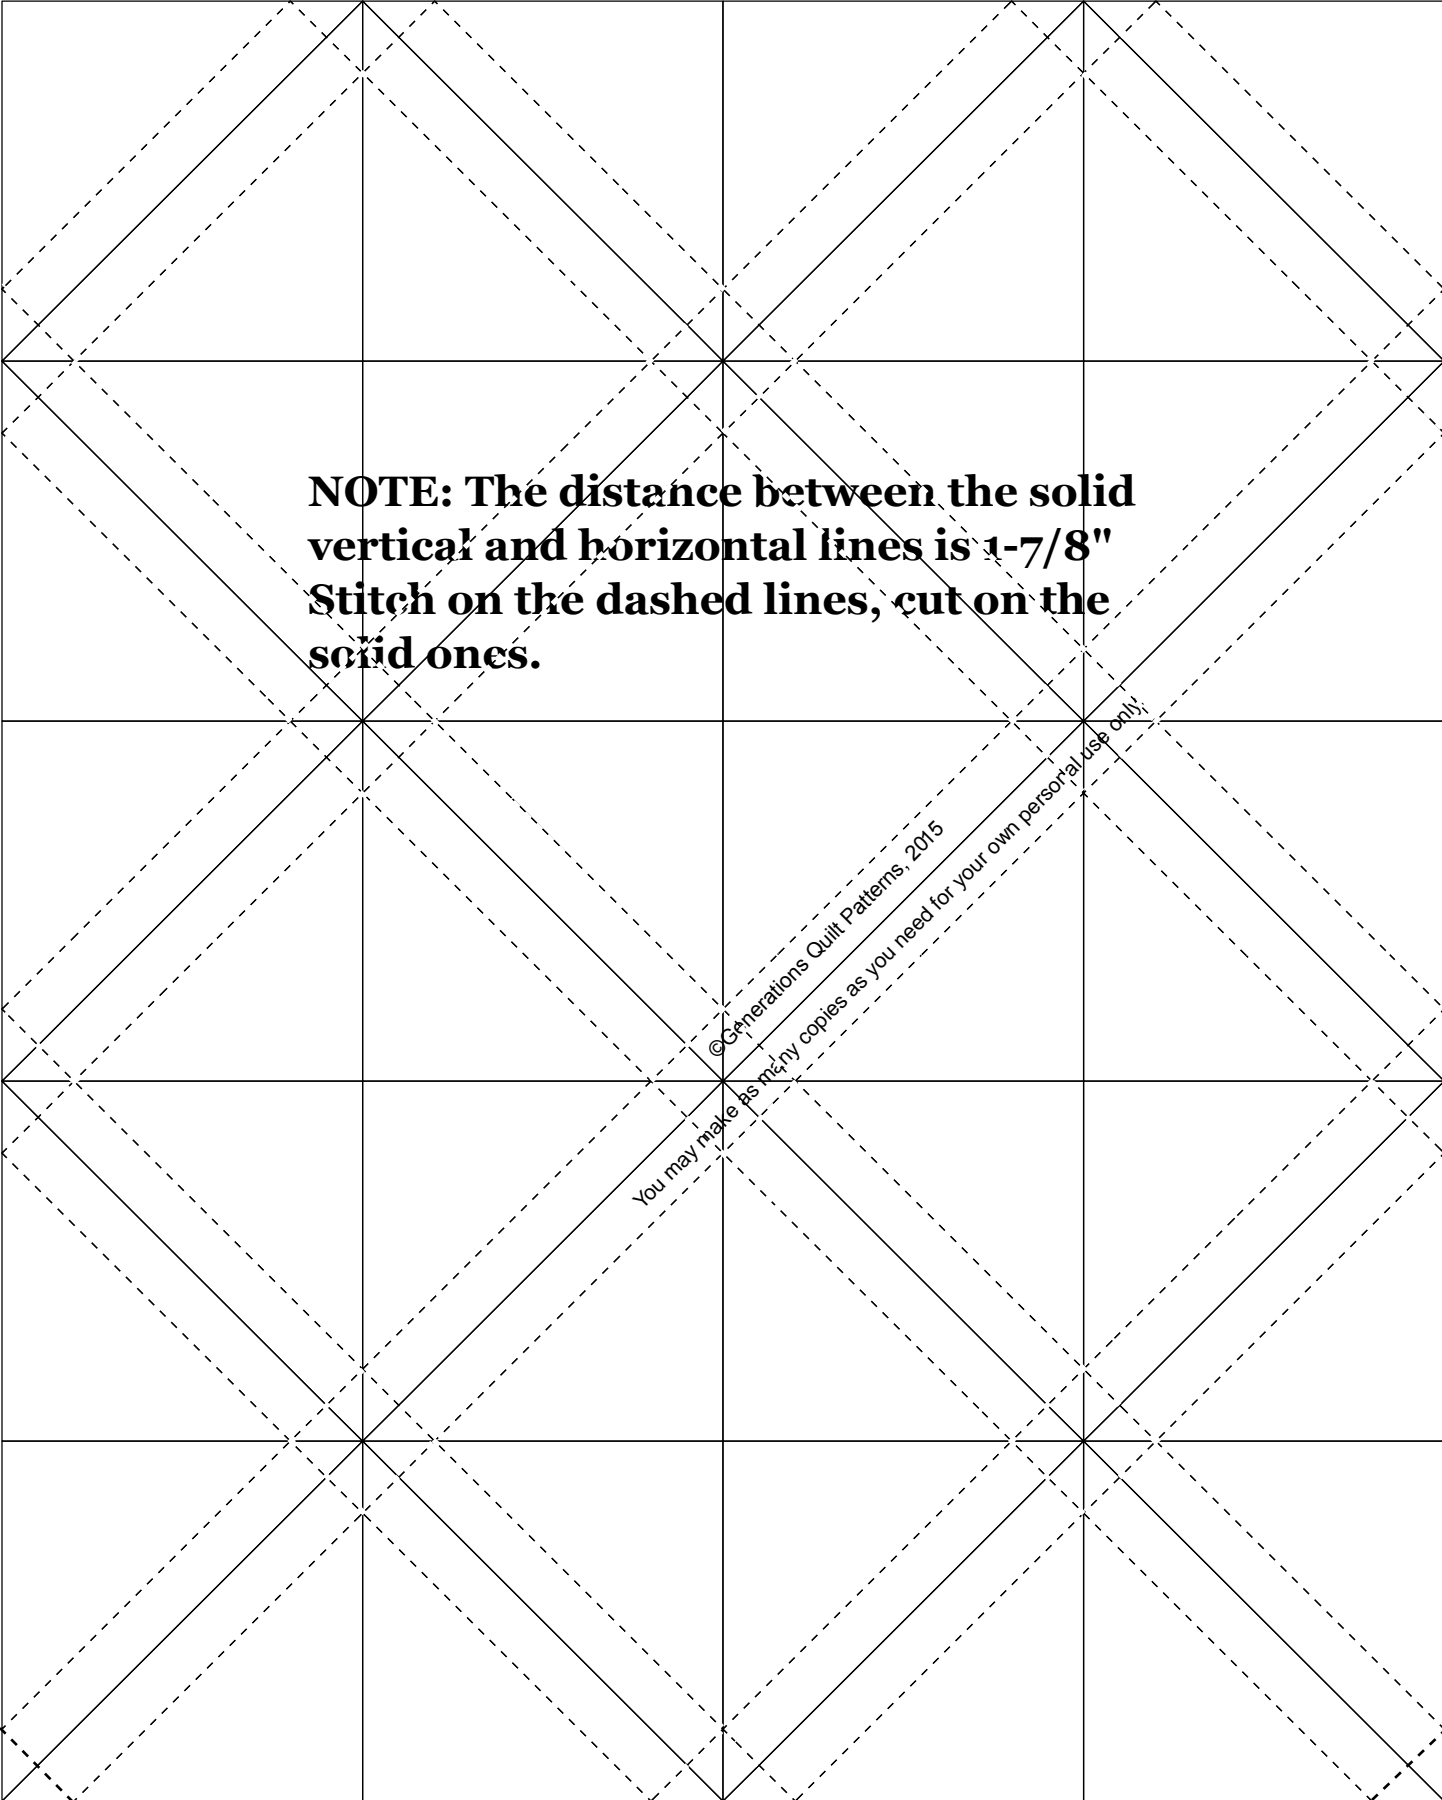 NOTE: The distance between the solid
vertical and horizontal lines is 1-7/8"
Stitch on the dashed lines, cut on the
solid ones.
©Generations Quilt Patterns, 2015
You may make as many copies as you need for your own personal use only.